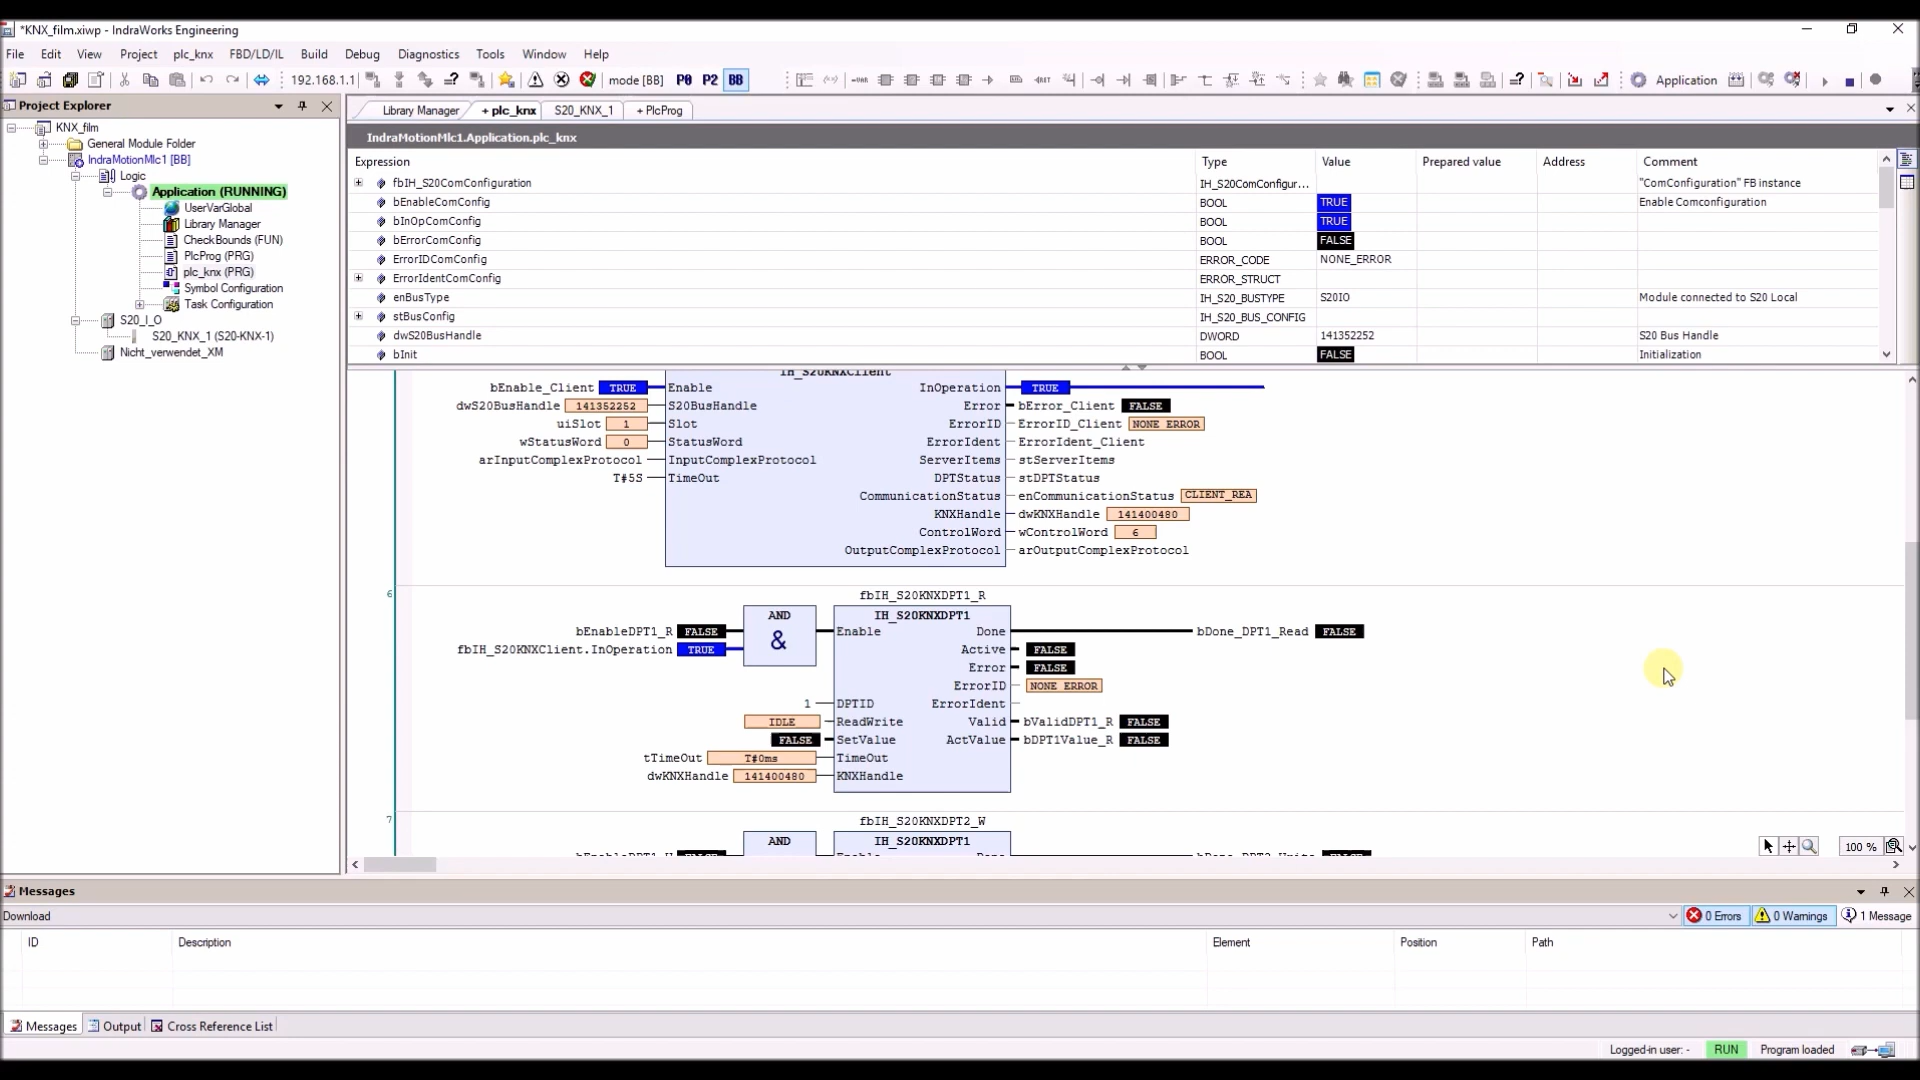 *KNX_film.xiwp - IndraWorks Engineering
File Edit View Project plc_knx FBD/LD/IL Build Debug Diagnostics Tools Window Help
192.168.1.1 mode [BB] P0 P2 BB Application
Project Explorer
KNX_film
General Module Folder
IndraMotionMlc1 [BB]
Logic
Application (RUNNING)
UserVarGlobal
Library Manager
CheckBounds (FUN)
PlcProg (PRG)
plc_knx (PRG)
Symbol Configuration
Task Configuration
S20_I_O
S20_KNX_1 (S20-KNX-1)
Nicht_verwendet_XM
Library Manager + plc_knx S20_KNX_1 + PlcProg
IndraMotionMlc1.Application.plc_knx
Expression Type Value Prepared value Address Comment
fbIH_S20ComConfiguration IH_S20ComConfigur... "ComConfiguration" FB instance
bEnableComConfig BOOL TRUE Enable Comconfiguration
bInOpComConfig BOOL TRUE
bErrorComConfig BOOL FALSE
ErrorIDComConfig ERROR_CODE NONE_ERROR
ErrorIdentComConfig ERROR_STRUCT
enBusType IH_S20_BUSTYPE S20IO Module connected to S20 Local
stBusConfig IH_S20_BUS_CONFIG
dwS20BusHandle DWORD 141352252 S20 Bus Handle
bInit BOOL FALSE Initialization
IH_S20KNXClient
bEnable_Client TRUE Enable InOperation TRUE
dwS20BusHandle 141352252 S20BusHandle Error bError_Client FALSE
uiSlot 1 Slot ErrorID ErrorID_Client NONE ERROR
wStatusWord 0 StatusWord ErrorIdent ErrorIdent_Client
arInputComplexProtocol InputComplexProtocol ServerItems stServerItems
T#5S TimeOut DPTStatus stDPTStatus
CommunicationStatus enCommunicationStatus CLIENT_REA
KNXHandle dwKNXHandle 141400480
ControlWord wControlWord 6
OutputComplexProtocol arOutputComplexProtocol
6 fbIH_S20KNXDPT1_R
AND IH_S20KNXDPT1
bEnableDPT1_R FALSE & Enable Done bDone_DPT1_Read FALSE
fbIH_S20KNXClient.InOperation TRUE Active FALSE
Error FALSE
ErrorID NONE ERROR
1 DPTID ErrorIdent
IDLE ReadWrite Valid bValidDPT1_R FALSE
FALSE SetValue ActValue bDPT1Value_R FALSE
tTimeOut T#0ms TimeOut
dwKNXHandle 141400480 KNXHandle
7 fbIH_S20KNXDPT2_W
AND IH_S20KNXDPT1
100 %
Messages
Download 0 Errors 0 Warnings 1 Message
ID Description Element Position Path
Messages Output Cross Reference List
Logged-in user: - RUN Program loaded